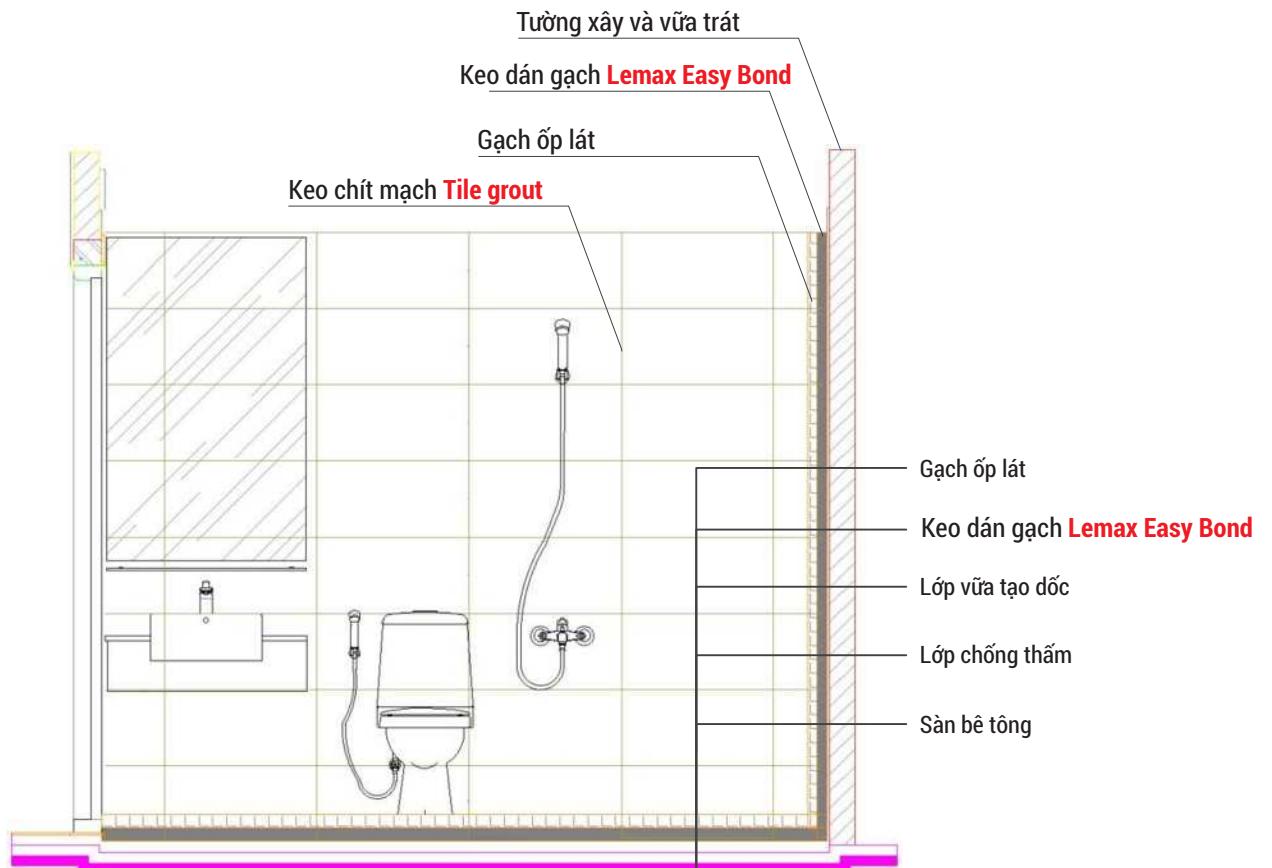 Tường xây và vữa trát
Keo dán gạch Lemax Easy Bond
Gạch ốp lát
Keo chít mạch Tile grout
Gạch ốp lát
Keo dán gạch Lemax Easy Bond
Lớp vữa tạo dốc
Lớp chống thấm
Sàn bê tông